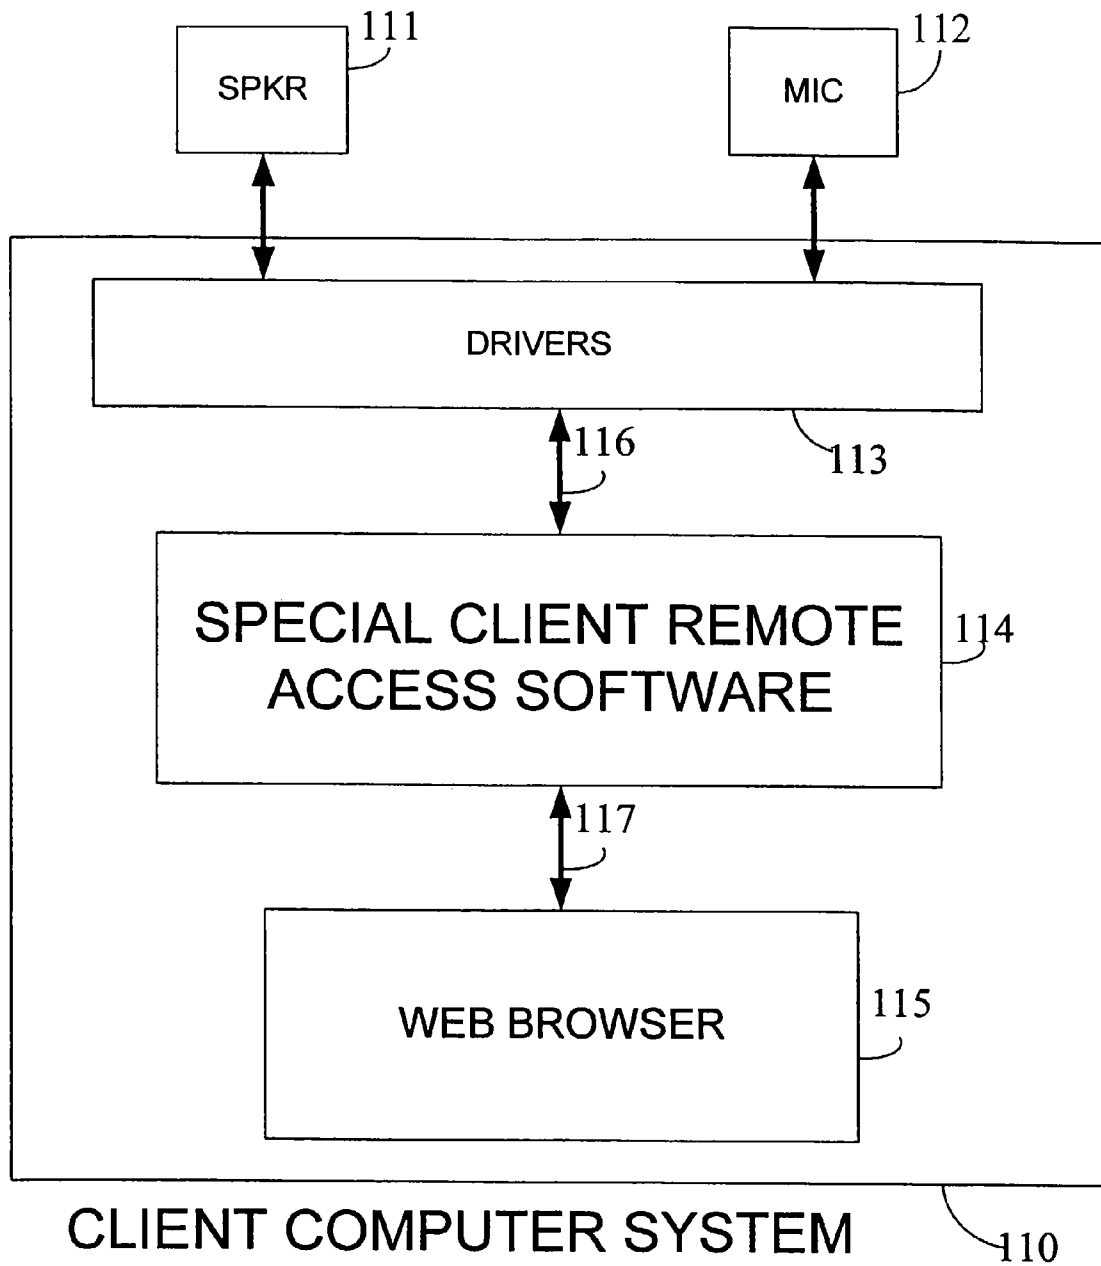 111
112
SPKR
MIC
DRIVERS
116
113
SPECIAL CLIENT REMOTE
ACCESS SOFTWARE
114
117
WEB BROWSER
115
CLIENT COMPUTER SYSTEM
110